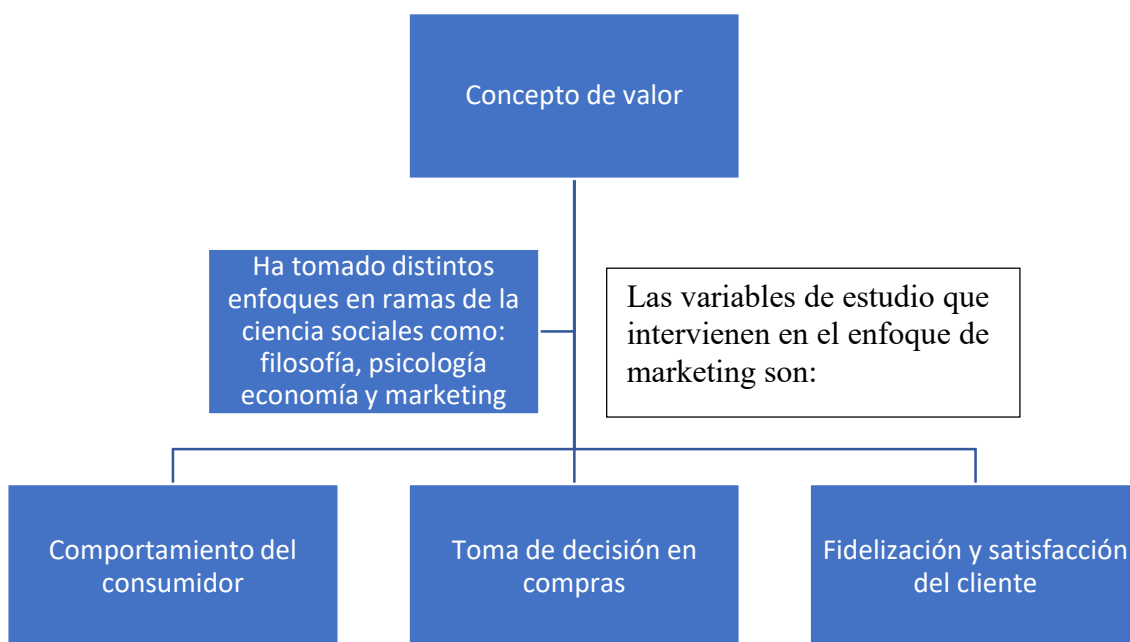 Concepto de valor
Ha tomado distintos
enfoques en ramas de la
ciencia sociales como:
filosofía, psicología
economía y marketing
Las variables de estudio que
intervienen en el enfoque de
marketing son:
Comportamiento del
consumidor
Toma de decisión en
compras
Fidelización y satisfacción
del cliente